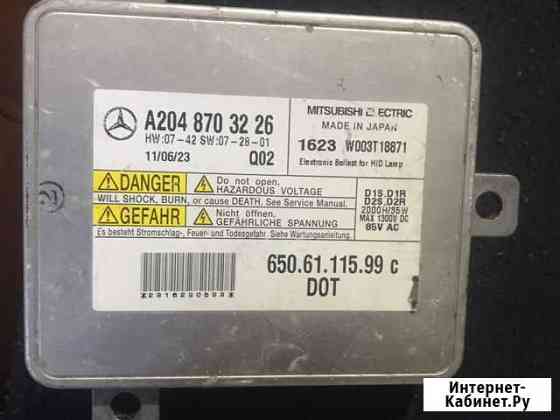 A204 870 32 26
HW:07-42 SW:07-28-01
11/06/23 Q02
MITSUBISHI ELECTRIC
MADE IN JAPAN
1623 W003T18871
Electronic Ballast for HID Lamp
DANGER
Do not open.
HAZARDOUS VOLTAGE
WILL SHOCK, BURN, or cause DEATH. See Service Manual.
GEFAHR
Nicht öffnen.
GEFÄHRLICHE SPANNUNG
Es besteht Stromschlag-, Feuer- und Todesgefahr. Siehe Wartungsanleitung.
D1S,D1R
D2S,D2R
MAX 1300V DC
85V AC
650.61.115.99 c
DOT
Интернет-
Кабинет.Ру